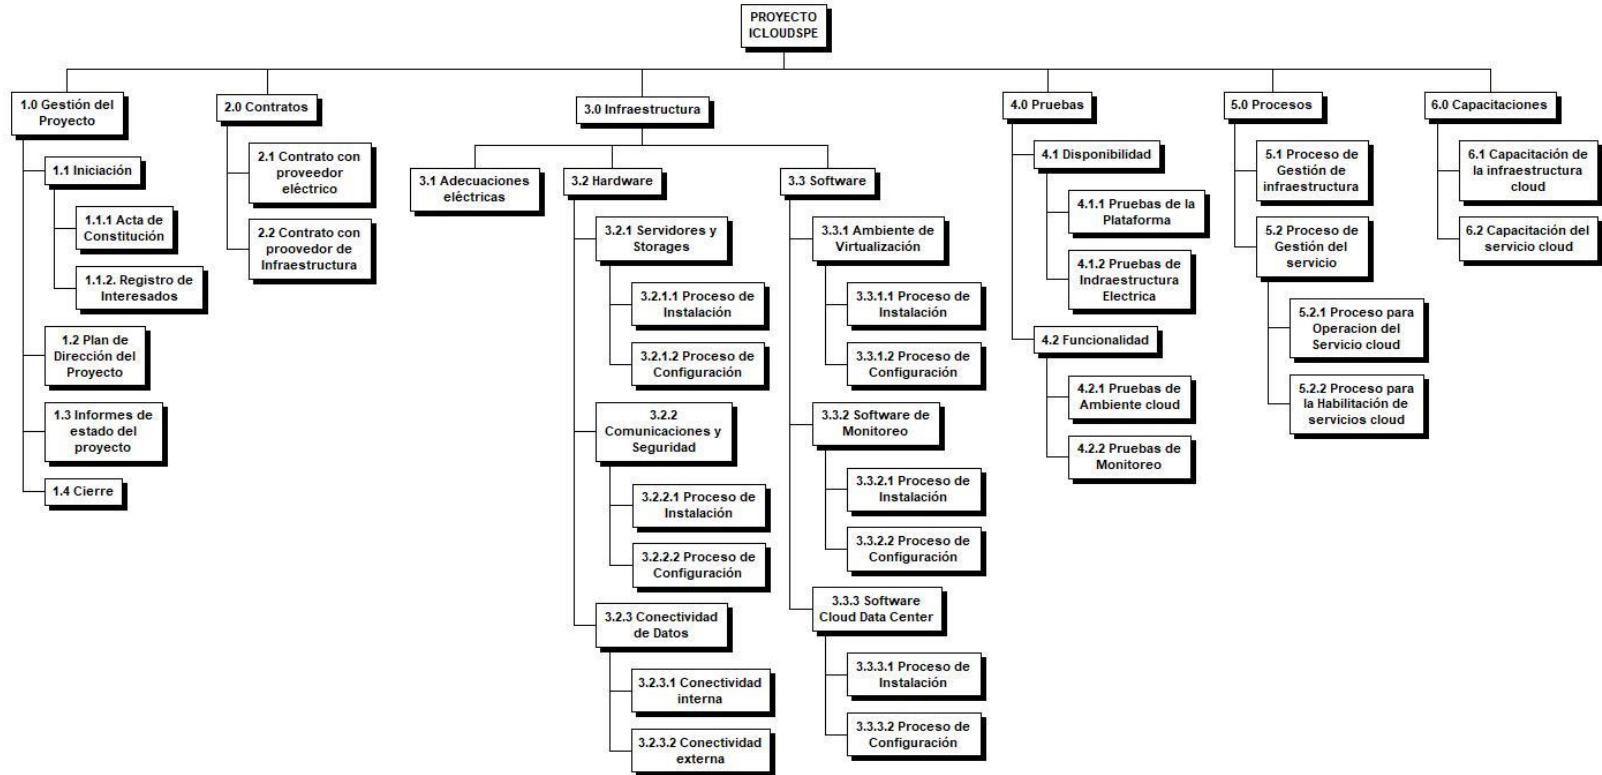 PROYECTO
ICLOUDSPE
1.0 Gestión del
Proyecto
1.1 Iniciación
1.1.1 Acta de
Constitución
1.1.2. Registro de
Interesados
1.2 Plan de
Dirección del
Proyecto
1.3 Informes de
estado del
proyecto
1.4 Cierre
2.0 Contratos
2.1 Contrato con
proveedor
eléctrico
2.2 Contrato con
proovedor de
Infraestructura
3.0 Infraestructura
3.1 Adecuaciones
eléctricas
3.2 Hardware
3.2.1 Servidores y
Storages
3.2.1.1 Proceso de
Instalación
3.2.1.2 Proceso de
Configuración
3.2.2
Comunicaciones y
Seguridad
3.2.2.1 Proceso de
Instalación
3.2.2.2 Proceso de
Configuración
3.2.3 Conectividad
de Datos
3.2.3.1 Conectividad
interna
3.2.3.2 Conectividad
externa
3.3 Software
3.3.1 Ambiente de
Virtualización
3.3.1.1 Proceso de
Instalación
3.3.1.2 Proceso de
Configuración
3.3.2 Software de
Monitoreo
3.3.2.1 Proceso de
Instalación
3.3.2.2 Proceso de
Configuración
3.3.3 Software
Cloud Data Center
3.3.3.1 Proceso de
Instalación
3.3.3.2 Proceso de
Configuración
4.0 Pruebas
4.1 Disponibilidad
4.1.1 Pruebas de la
Plataforma
4.1.2 Pruebas de
Indraestructura
Electrica
4.2 Funcionalidad
4.2.1 Pruebas de
Ambiente cloud
4.2.2 Pruebas de
Monitoreo
5.0 Procesos
5.1 Proceso de
Gestión de
infraestructura
5.2 Proceso de
Gestión del
servicio
5.2.1 Proceso para
Operacion del
Servicio cloud
5.2.2 Proceso para
la Habilitación de
servicios cloud
6.0 Capacitaciones
6.1 Capacitación de
la infraestructura
cloud
6.2 Capacitación del
servicio cloud